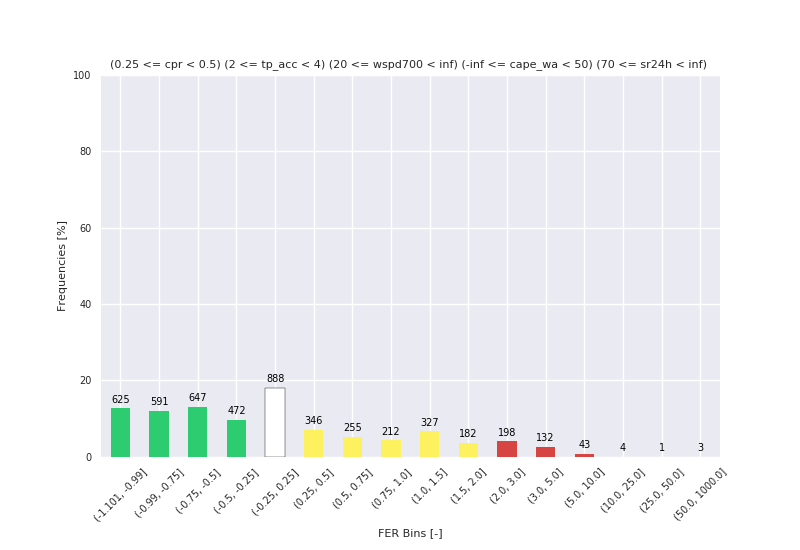 (0.25 <= cpr < 0.5) (2 <= tp_acc < 4) (20 <= wspd700 < inf) (-inf <= cape_wa < 50) (70 <= sr24h < inf)
100
80
60
40
20
0
Frequencies [%]
625 591 647 472 888 346 255 212 327 182 198 132 43 4 1 3
(-1.101, -0.99] (-0.99, -0.75] (-0.75, -0.5] (-0.5, -0.25] (-0.25, 0.25] (0.25, 0.5] (0.5, 0.75] (0.75, 1.0] (1.0, 1.5] (1.5, 2.0] (2.0, 3.0] (3.0, 5.0] (5.0, 10.0] (10.0, 25.0] (25.0, 50.0] (50.0, 1000.0]
FER Bins [-]